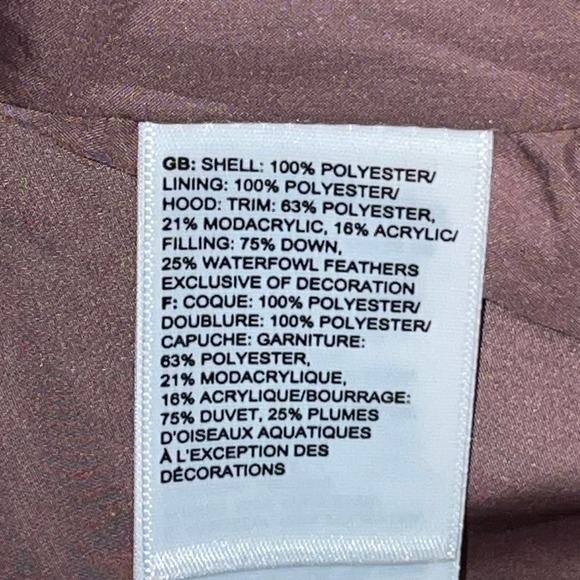 GB: SHELL: 100% POLYESTER/
LINING: 100% POLYESTER/
HOOD: TRIM: 63% POLYESTER,
21% MODACRYLIC, 16% ACRYLIC/
FILLING: 75% DOWN,
25% WATERFOWL FEATHERS
EXCLUSIVE OF DECORATION
F: COQUE: 100% POLYESTER/
DOUBLURE: 100% POLYESTER/
CAPUCHE: GARNITURE:
63% POLYESTER,
21% MODACRYLIQUE,
16% ACRYLIQUE/BOURRAGE:
75% DUVET, 25% PLUMES
D'OISEAUX AQUATIQUES
À L'EXCEPTION DES
DÉCORATIONS